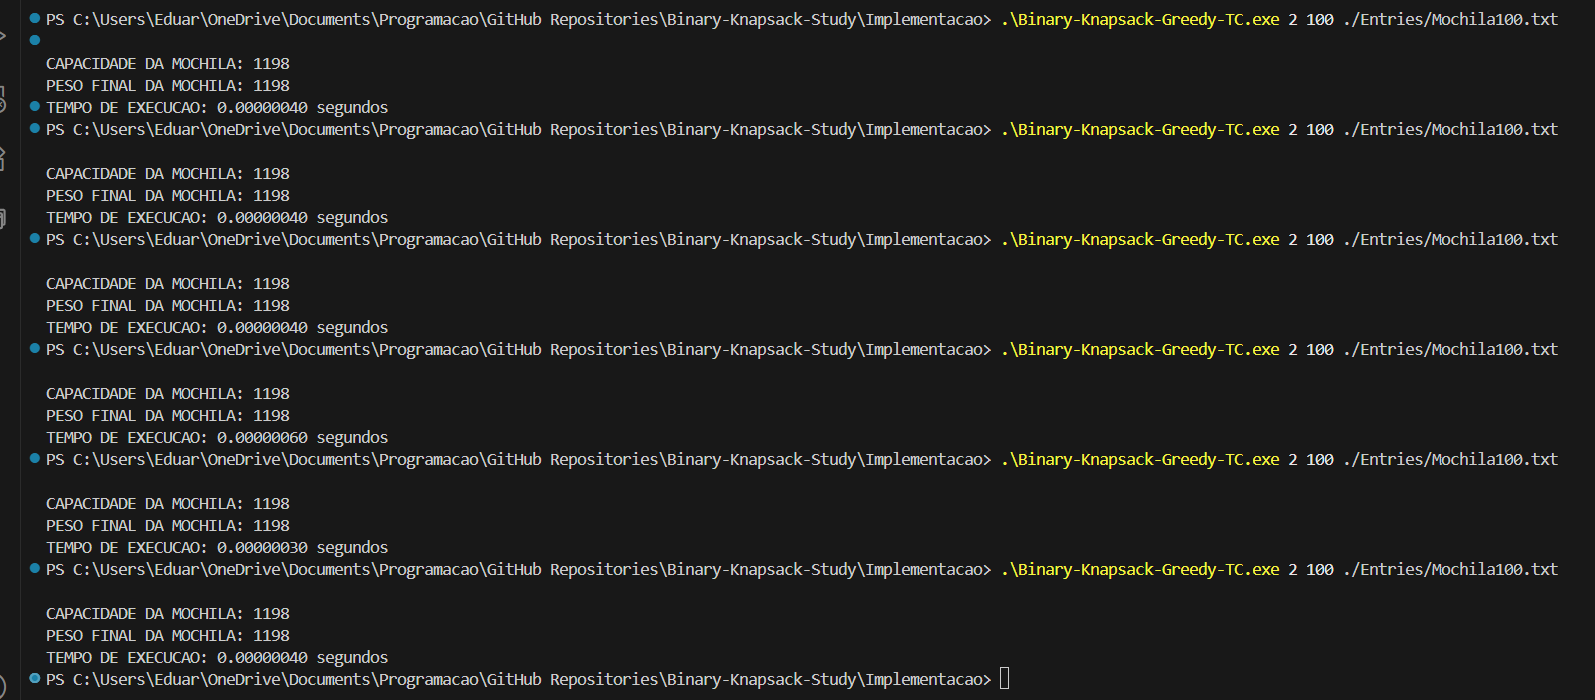 PS C:\Users\Eduar\OneDrive\Documents\Programacao\GitHub Repositories\Binary-Knapsack-Study\Implementacao> .\Binary-Knapsack-Greedy-TC.exe 2 100 ./Entries/Mochila100.txt
CAPACIDADE DA MOCHILA: 1198
PESO FINAL DA MOCHILA: 1198
TEMPO DE EXECUCAO: 0.00000040 segundos
PS C:\Users\Eduar\OneDrive\Documents\Programacao\GitHub Repositories\Binary-Knapsack-Study\Implementacao> .\Binary-Knapsack-Greedy-TC.exe 2 100 ./Entries/Mochila100.txt
CAPACIDADE DA MOCHILA: 1198
PESO FINAL DA MOCHILA: 1198
TEMPO DE EXECUCAO: 0.00000040 segundos
PS C:\Users\Eduar\OneDrive\Documents\Programacao\GitHub Repositories\Binary-Knapsack-Study\Implementacao> .\Binary-Knapsack-Greedy-TC.exe 2 100 ./Entries/Mochila100.txt
CAPACIDADE DA MOCHILA: 1198
PESO FINAL DA MOCHILA: 1198
TEMPO DE EXECUCAO: 0.00000040 segundos
PS C:\Users\Eduar\OneDrive\Documents\Programacao\GitHub Repositories\Binary-Knapsack-Study\Implementacao> .\Binary-Knapsack-Greedy-TC.exe 2 100 ./Entries/Mochila100.txt
CAPACIDADE DA MOCHILA: 1198
PESO FINAL DA MOCHILA: 1198
TEMPO DE EXECUCAO: 0.00000060 segundos
PS C:\Users\Eduar\OneDrive\Documents\Programacao\GitHub Repositories\Binary-Knapsack-Study\Implementacao> .\Binary-Knapsack-Greedy-TC.exe 2 100 ./Entries/Mochila100.txt
CAPACIDADE DA MOCHILA: 1198
PESO FINAL DA MOCHILA: 1198
TEMPO DE EXECUCAO: 0.00000030 segundos
PS C:\Users\Eduar\OneDrive\Documents\Programacao\GitHub Repositories\Binary-Knapsack-Study\Implementacao> .\Binary-Knapsack-Greedy-TC.exe 2 100 ./Entries/Mochila100.txt
CAPACIDADE DA MOCHILA: 1198
PESO FINAL DA MOCHILA: 1198
TEMPO DE EXECUCAO: 0.00000040 segundos
PS C:\Users\Eduar\OneDrive\Documents\Programacao\GitHub Repositories\Binary-Knapsack-Study\Implementacao>